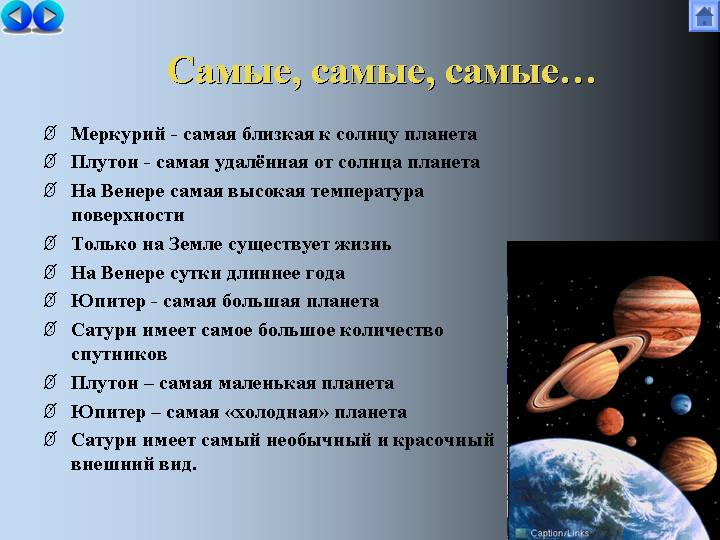 Самые, самые, самые…
Меркурий - самая близкая к солнцу планета
Плутон - самая удалённая от солнца планета
На Венере самая высокая температура
поверхности
Только на Земле существует жизнь
На Венере сутки длиннее года
Юпитер - самая большая планета
Сатурн имеет самое большое количество
спутников
Плутон – самая маленькая планета
Юпитер – самая «холодная» планета
Сатурн имеет самый необычный и красочный
внешний вид.
Caption/Links